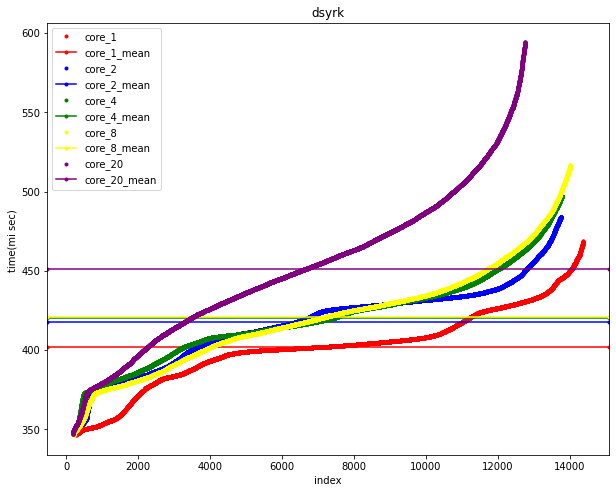 dsyrk
600
550
500
450
400
350
time(mi sec)
core_1
core_1_mean
core_2
core_2_mean
core_4
core_4_mean
core_8
core_8_mean
core_20
core_20_mean
0 2000 4000 6000 8000 10000 12000 14000
index